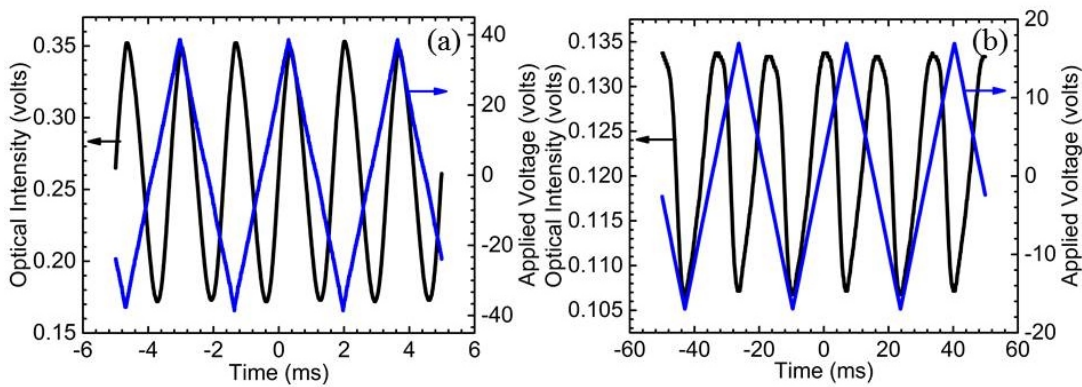 (a)
Optical Intensity (volts)
0.35
0.30
0.25
0.20
0.15
40
20
0
-20
-40
Applied Voltage (volts)
-6 -4 -2 0 2 4 6
Time (ms)
(b)
Optical Intensity (volts)
0.135
0.130
0.125
0.120
0.115
0.110
0.105
20
10
0
-10
-20
Applied Voltage (volts)
-60 -40 -20 0 20 40 60
Time (ms)